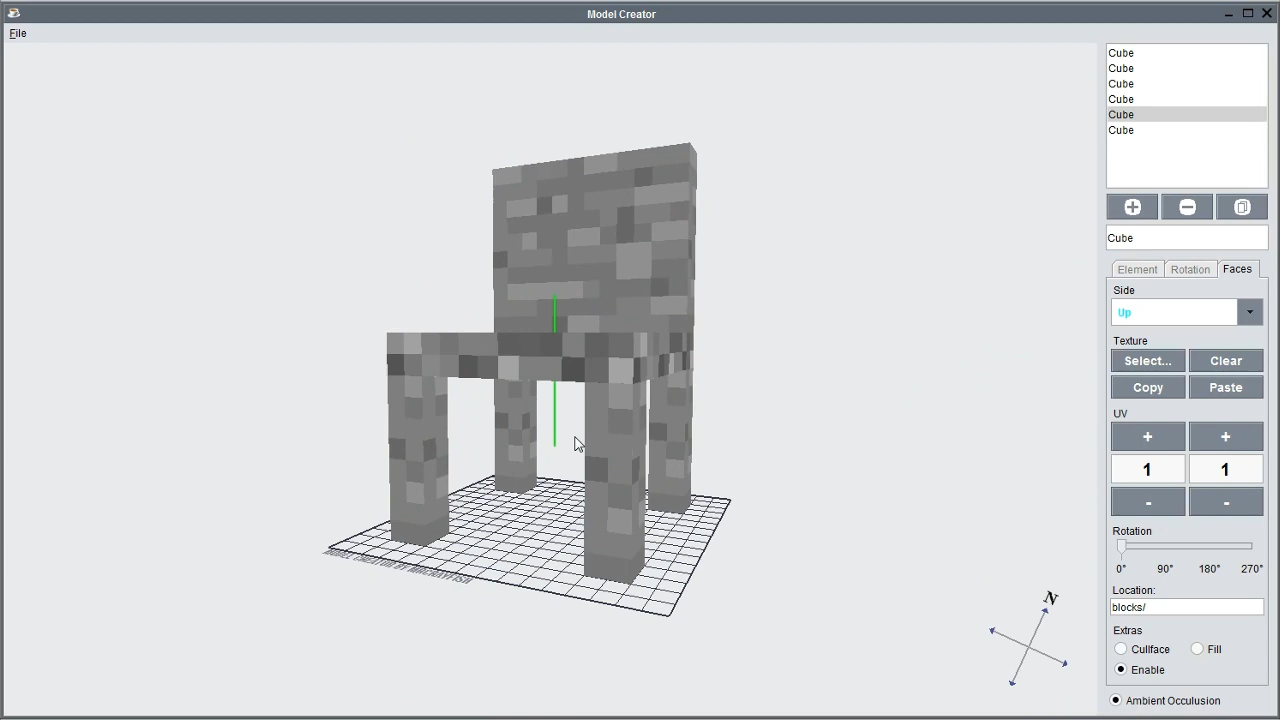 Model Creator
File
Cube
Cube
Cube
Cube
Cube
Cube
Cube
Element Rotation Faces
Side
Up
Texture
Select... Clear
Copy Paste
UV
+ +
1 1
- -
Rotation
0° 90° 180° 270°
Location:
blocks/
Extras
Cullface Fill
Enable
Ambient Occulusion
N